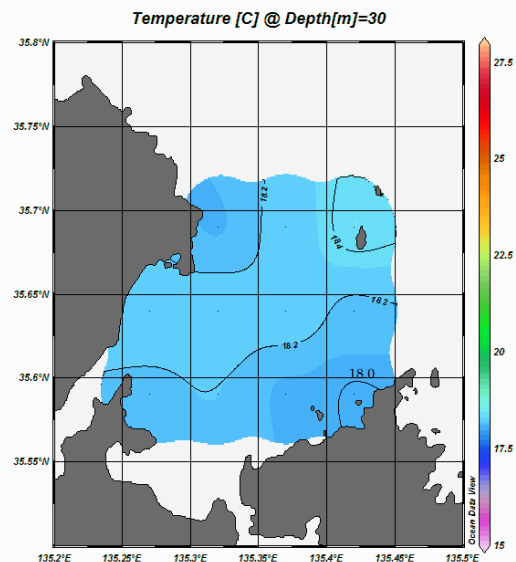 Temperature [C] @ Depth[m]=30
35.8°N
35.75°N
35.7°N
35.65°N
35.6°N
35.55°N
135.2°E
135.25°E
135.3°E
135.35°E
135.4°E
135.45°E
135.5°E
18.2
18.4
18.2
18.2
18.0
27.5
25
22.5
20
17.5
15
Ocean Data View